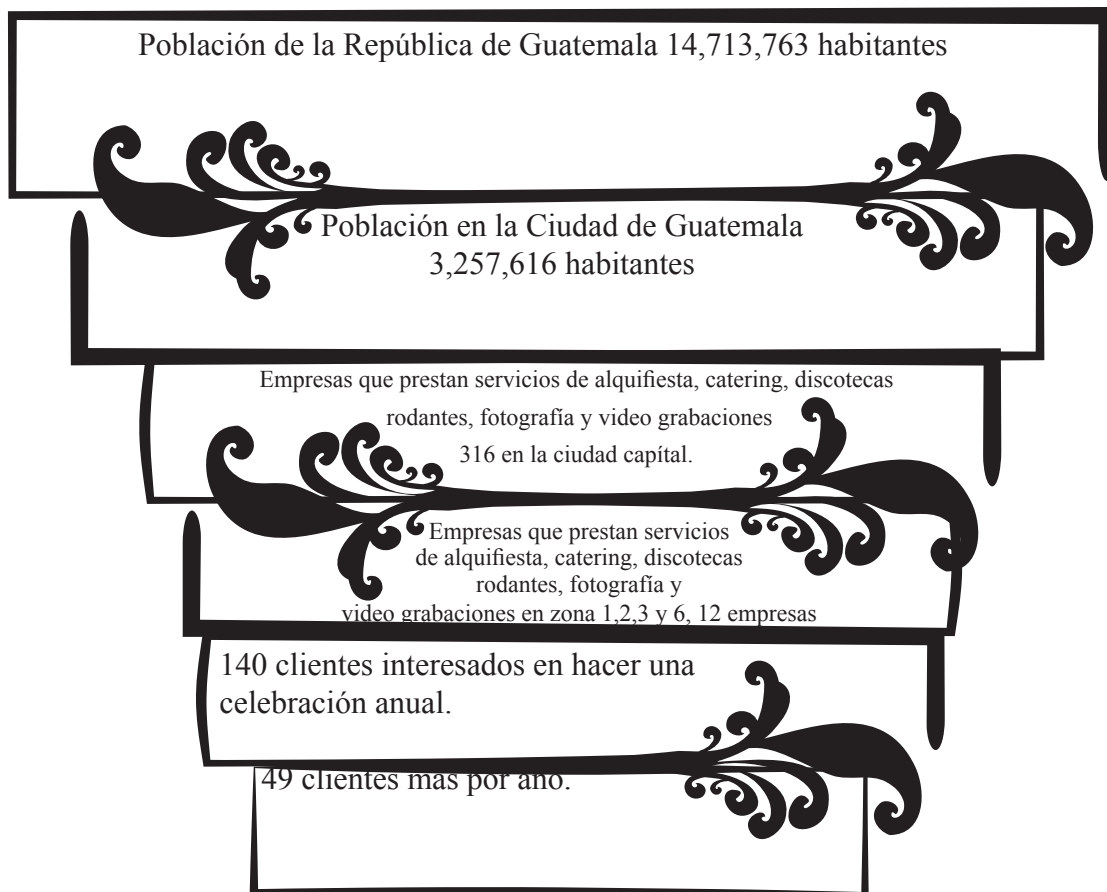 Población de la República de Guatemala 14,713,763 habitantes
Población en la Ciudad de Guatemala
3,257,616 habitantes
Empresas que prestan servicios de alquifiesta, catering, discotecas
rodantes, fotografía y video grabaciones
316 en la ciudad capítal.
Empresas que prestan servicios
de alquifiesta, catering, discotecas
rodantes, fotografía y
video grabaciones en zona 1,2,3 y 6, 12 empresas
140 clientes interesados en hacer una
celebración anual.
49 clientes más por año.